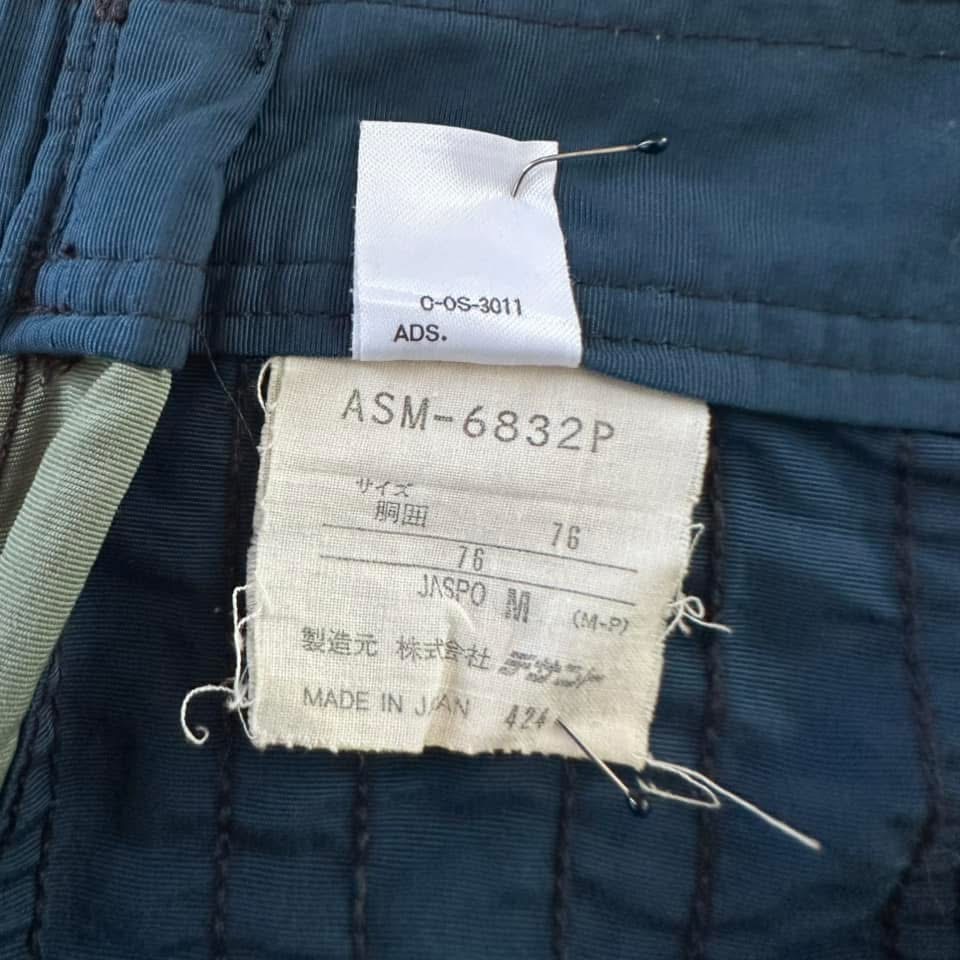 C-OS-3011
ADS.
ASM-6832P
サイズ
胴囲 76
76
JASPO M (M-P)
製造元 株式会社 デサント
MADE IN JAPAN 424